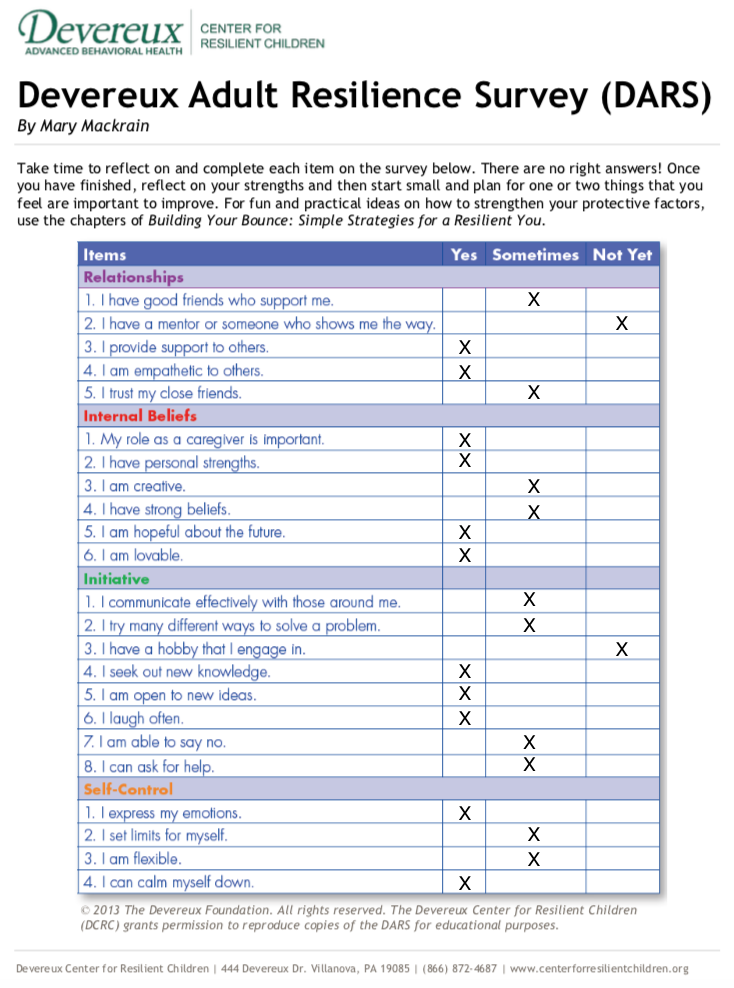 Devereux
ADVANCED BEHAVIORAL HEALTH
CENTER FOR
RESILIENT CHILDREN
Devereux Adult Resilience Survey (DARS)
By Mary Mackrain
Take time to reflect on and complete each item on the survey below. There are no right answers! Once
you have finished, reflect on your strengths and then start small and plan for one or two things that you
feel are important to improve. For fun and practical ideas on how to strengthen your protective factors,
use the chapters of Building Your Bounce: Simple Strategies for a Resilient You.
Items Yes Sometimes Not Yet
Relationships
1. I have good friends who support me. X
2. I have a mentor or someone who shows me the way. X
3. I provide support to others. X
4. I am empathetic to others. X
5. I trust my close friends. X
Internal Beliefs
1. My role as a caregiver is important. X
2. I have personal strengths. X
3. I am creative. X
4. I have strong beliefs. X
5. I am hopeful about the future. X
6. I am lovable. X
Initiative
1. I communicate effectively with those around me. X
2. I try many different ways to solve a problem. X
3. I have a hobby that I engage in. X
4. I seek out new knowledge. X
5. I am open to new ideas. X
6. I laugh often. X
7. I am able to say no. X
8. I can ask for help. X
Self-Control
1. I express my emotions. X
2. I set limits for myself. X
3. I am flexible. X
4. I can calm myself down. X
© 2013 The Devereux Foundation. All rights reserved. The Devereux Center for Resilient Children
(DCRC) grants permission to reproduce copies of the DARS for educational purposes.
Devereux Center for Resilient Children | 444 Devereux Dr. Villanova, PA 19085 | (866) 872-4687 | www.centerforresilientchildren.org